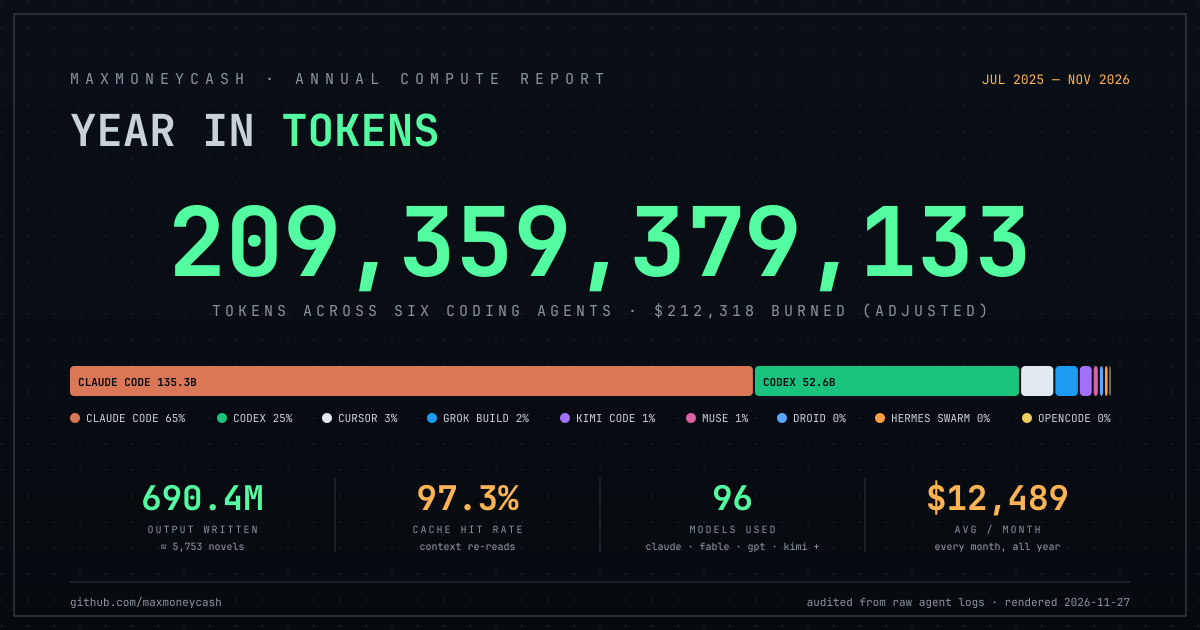 MAXMONEYCASH · ANNUAL COMPUTE REPORT
JUL 2025 — NOV 2026
YEAR IN TOKENS
209,359,379,133
TOKENS ACROSS SIX CODING AGENTS · $212,318 BURNED (ADJUSTED)
CLAUDE CODE 135.3B CODEX 52.6B
CLAUDE CODE 65% CODEX 25% CURSOR 3% GROK BUILD 2% KIMI CODE 1% MUSE 1% DROID 0% HERMES SWARM 0% OPENCODE 0%
690.4M
OUTPUT WRITTEN
≈ 5,753 novels
97.3%
CACHE HIT RATE
context re-reads
96
MODELS USED
claude · fable · gpt · kimi +
$12,489
AVG / MONTH
every month, all year
github.com/maxmoneycash
audited from raw agent logs · rendered 2026-11-27